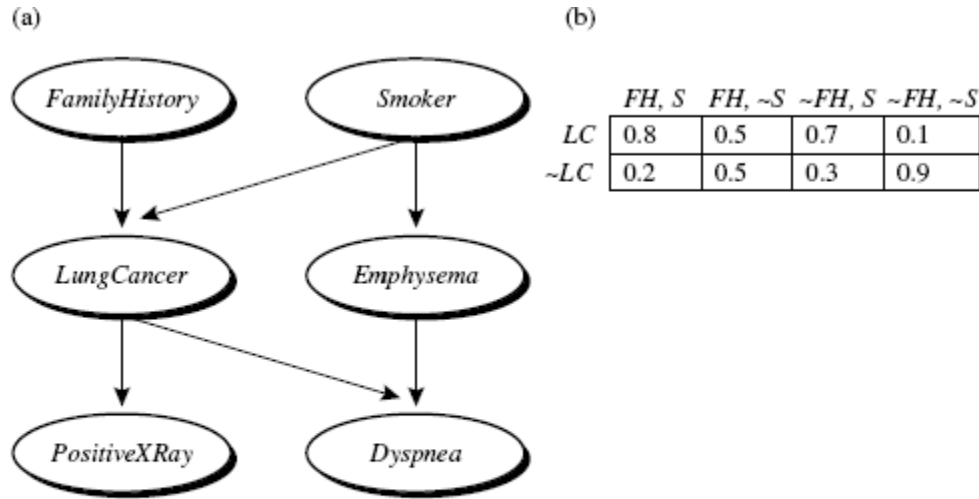 (a)
FamilyHistory
Smoker
LungCancer
Emphysema
PositiveXRay
Dyspnea
(b)
FH, S FH, ~S ~FH, S ~FH, ~S
LC 0.8 0.5 0.7 0.1
~LC 0.2 0.5 0.3 0.9